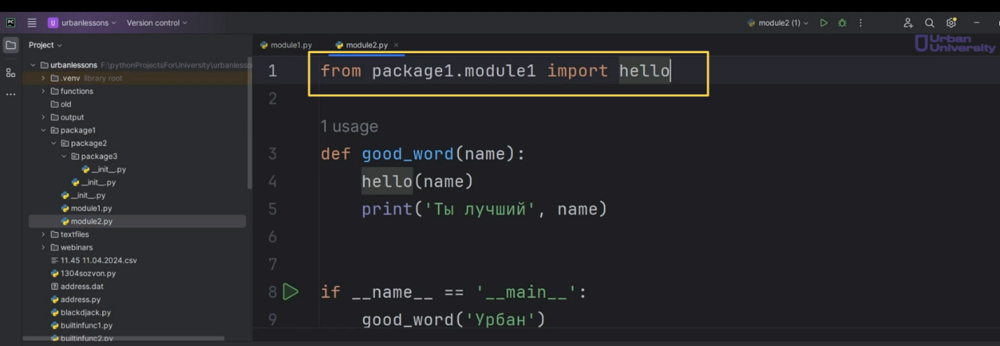 PC urbanlessons Version control module2 (1)
U
Project
module1.py module2.py
Urban
University
urbanlessons F:\pythonProjectsForUniversity\urbanlesso
.venv library root
functions
old
output
package1
package2
package3
__init__.py
__init__.py
__init__.py
module1.py
module2.py
textfiles
webinars
11.45 11.04.2024.csv
1304sozvon.py
address.dat
address.py
blackdjack.py
builtinfunc1.py
builtinfunc2.py
1 from package1.module1 import hello
2
1 usage
3 def good_word(name):
4 hello(name)
5 print('Ты лучший', name)
6
7
8 if __name__ == '__main__':
9 good_word('Урбан')